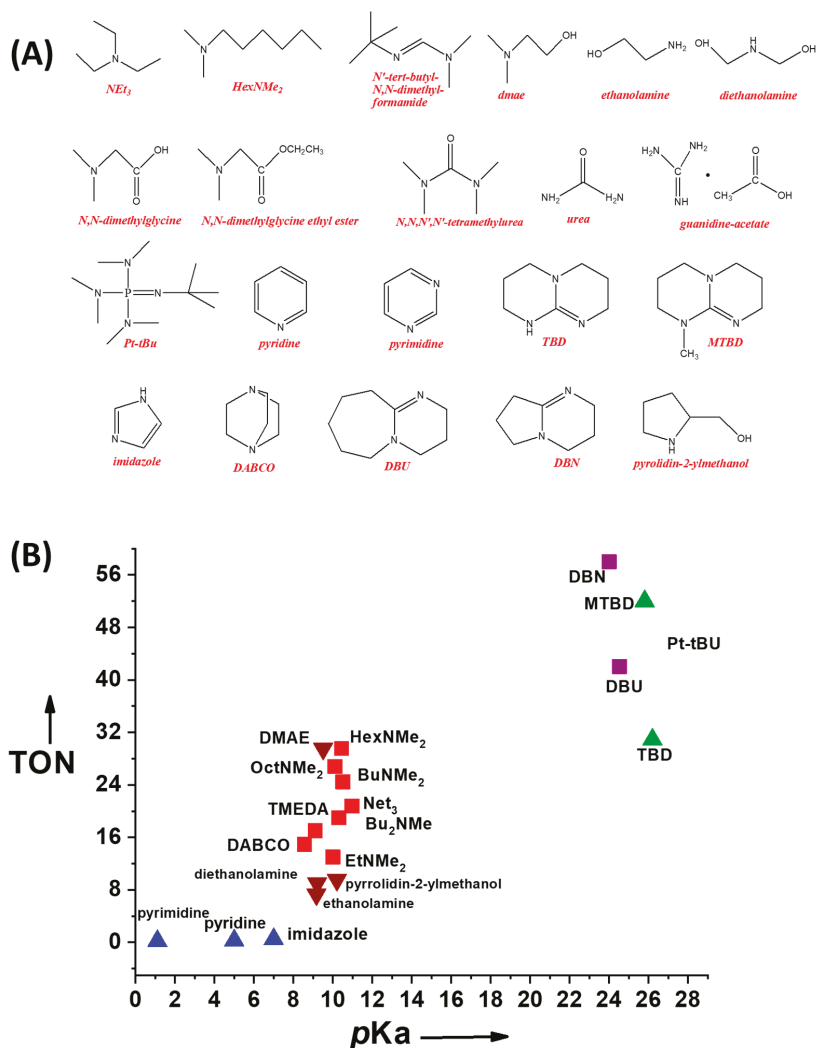 (A)
NEt3
HexNMe2
N'-tert-butyl-
N,N-dimethyl-
formamide
dmae
ethanolamine
diethanolamine
N
N
N
N
N
OH
HO
NH2
OH
H
N
OH
N
OH
C
O
N,N-dimethylglycine
N
OCH2CH3
C
O
N,N-dimethylglycine ethyl ester
O
N
N
N,N,N',N'-tetramethylurea
O
H2N
H2N
urea
H2N
NH2
C
NH
•
O
CH3
C
OH
guanidine-acetate
N
N
P
N
N
Pt-tBu
N
pyridine
N
N
pyrimidine
N
N
H
N
TBD
N
N
N
CH3
MTBD
H
N
N
imidazole
N
N
DABCO
N
N
DBU
N
N
DBN
N
H
OH
pyrolidin-2-ylmethanol
(B)
56
48
40
32
24
16
8
0
TON
DBN
MTBD
Pt-tBU
DBU
TBD
DMAE
HexNMe2
OctNMe2
BuNMe2
TMEDA
Net3
Bu2NMe
DABCO
EtNMe2
diethanolamine
pyrrolidin-2-ylmethanol
ethanolamine
pyrimidine
pyridine
imidazole
0 2 4 6 8 10 12 14 16 18 20 22 24 26 28
pKa